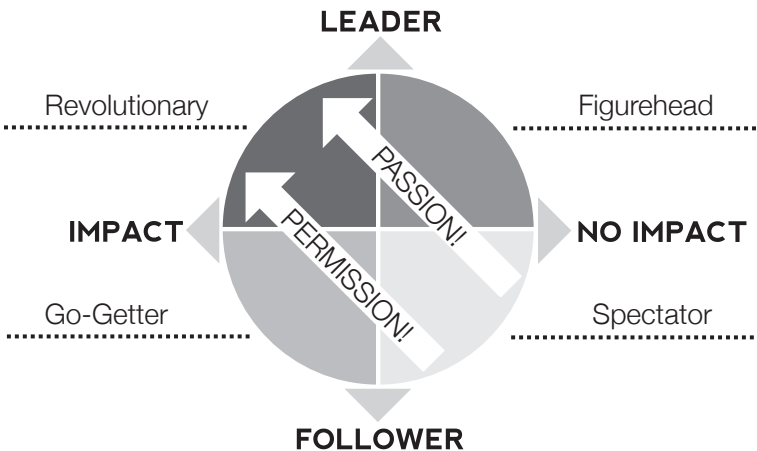 LEADER
Revolutionary
Figurehead
PASSION!
IMPACT
NO IMPACT
PERMISSION!
Go-Getter
Spectator
FOLLOWER